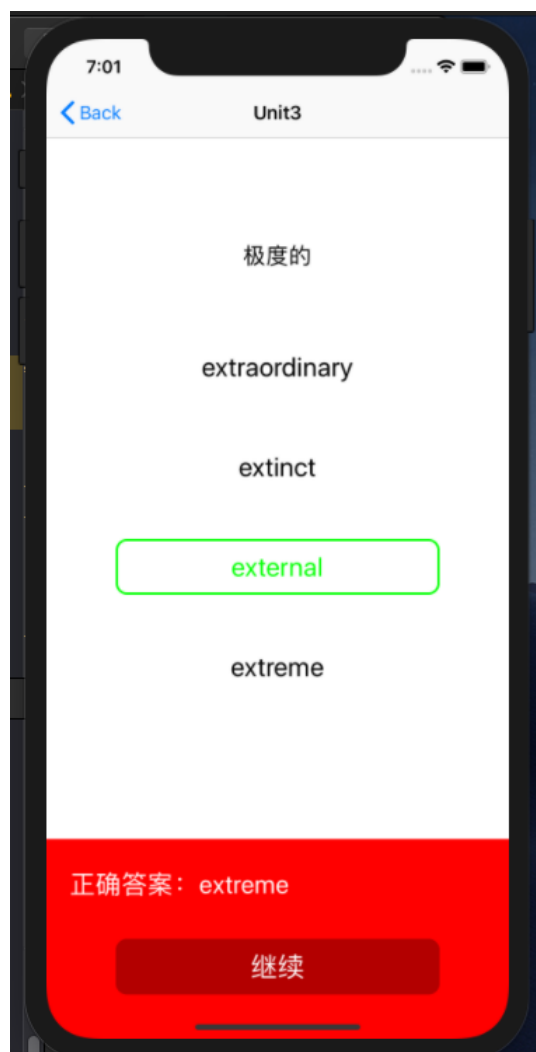 7:01
Back
Unit3
极度的
extraordinary
extinct
external
extreme
正确答案：extreme
继续